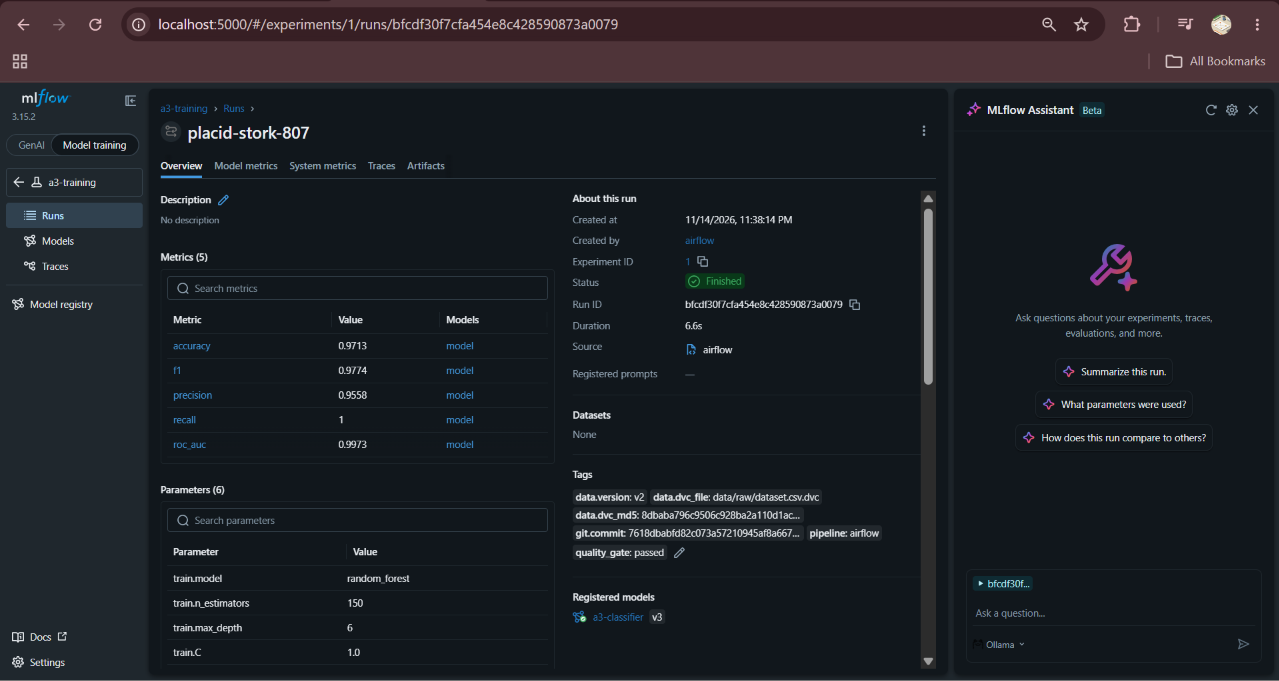 localhost:5000/#/experiments/1/runs/bfcdf30f7cfa454e8c428590873a0079
All Bookmarks
mlflow
3.15.2
GenAI Model training
a3-training
Runs
Models
Traces
Model registry
Docs
Settings
a3-training › Runs ›
placid-stork-807
Overview Model metrics System metrics Traces Artifacts
Description
No description
Metrics (5)
Search metrics
Metric Value Models
accuracy 0.9713 model
f1 0.9774 model
precision 0.9558 model
recall 1 model
roc_auc 0.9973 model
Parameters (6)
Search parameters
Parameter Value
train.model random_forest
train.n_estimators 150
train.max_depth 6
train.C 1.0
About this run
Created at 11/14/2026, 11:38:14 PM
Created by airflow
Experiment ID 1
Status Finished
Run ID bfcdf30f7cfa454e8c428590873a0079
Duration 6.6s
Source airflow
Registered prompts —
Datasets
None
Tags
data.version: v2 data.dvc_file: data/raw/dataset.csv.dvc
data.dvc_md5: 8dbaba796c9506c928ba2a110d1ac...
git.commit: 7618dbabfd82c073a57210945af8a667... pipeline: airflow
quality_gate: passed
Registered models
a3-classifier v3
MLflow Assistant Beta
Ask questions about your experiments, traces,
evaluations, and more.
Summarize this run.
What parameters were used?
How does this run compare to others?
bfcdf30f...
Ask a question...
Ollama